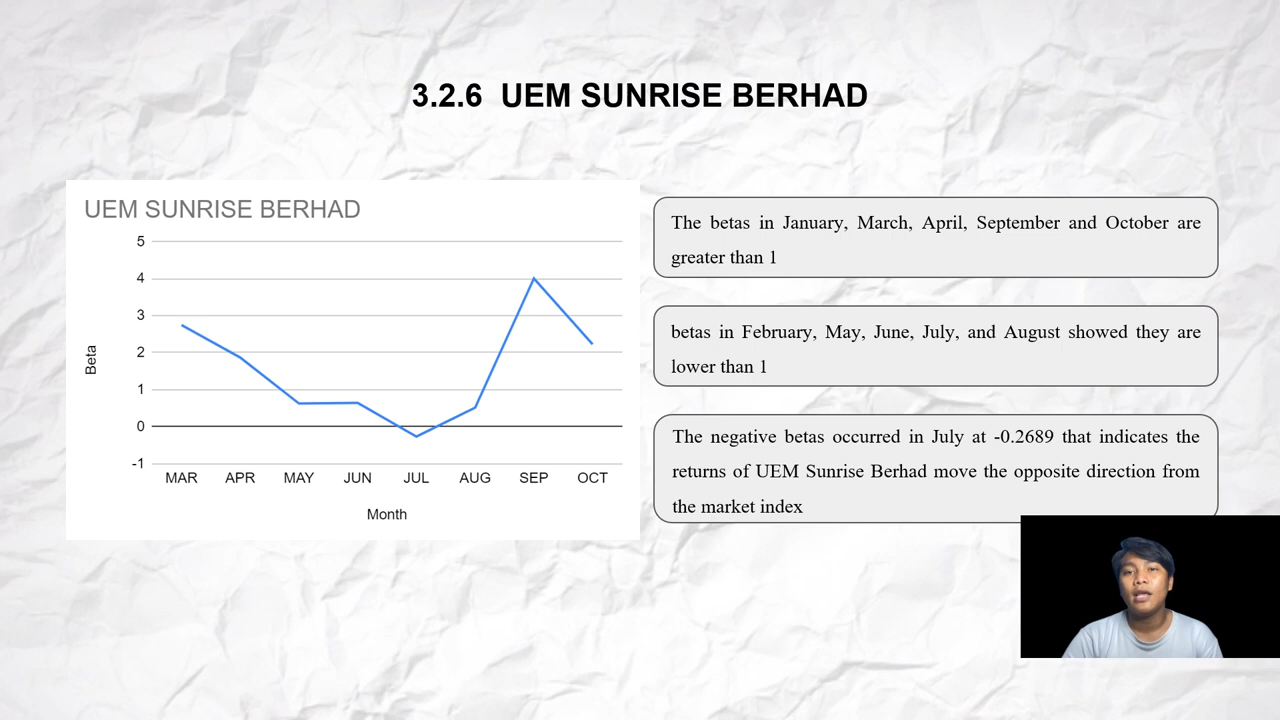 3.2.6 UEM SUNRISE BERHAD
UEM SUNRISE BERHAD
5
4
3
2
1
0
-1
Beta
MAR APR MAY JUN JUL AUG SEP OCT
Month
The betas in January, March, April, September and October are
greater than 1
betas in February, May, June, July, and August showed they are
lower than 1
The negative betas occurred in July at -0.2689 that indicates the
returns of UEM Sunrise Berhad move the opposite direction from
the market index